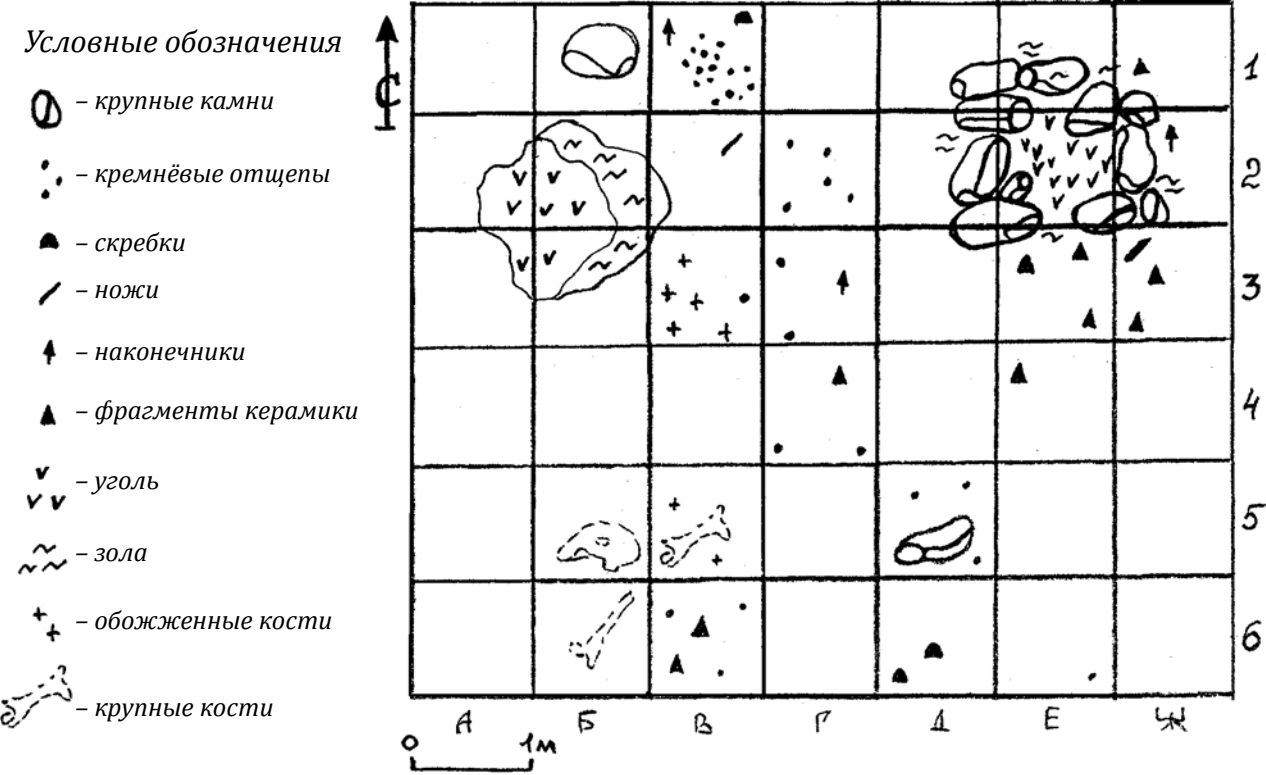 Условные обозначения
– крупные камни
– кремнёвые отщепы
– скребки
– ножи
– наконечники
– фрагменты керамики
– уголь
– зола
– обожженные кости
– крупные кости
С
1
2
3
4
5
6
А Б В Г Д Е Ж
0 1м